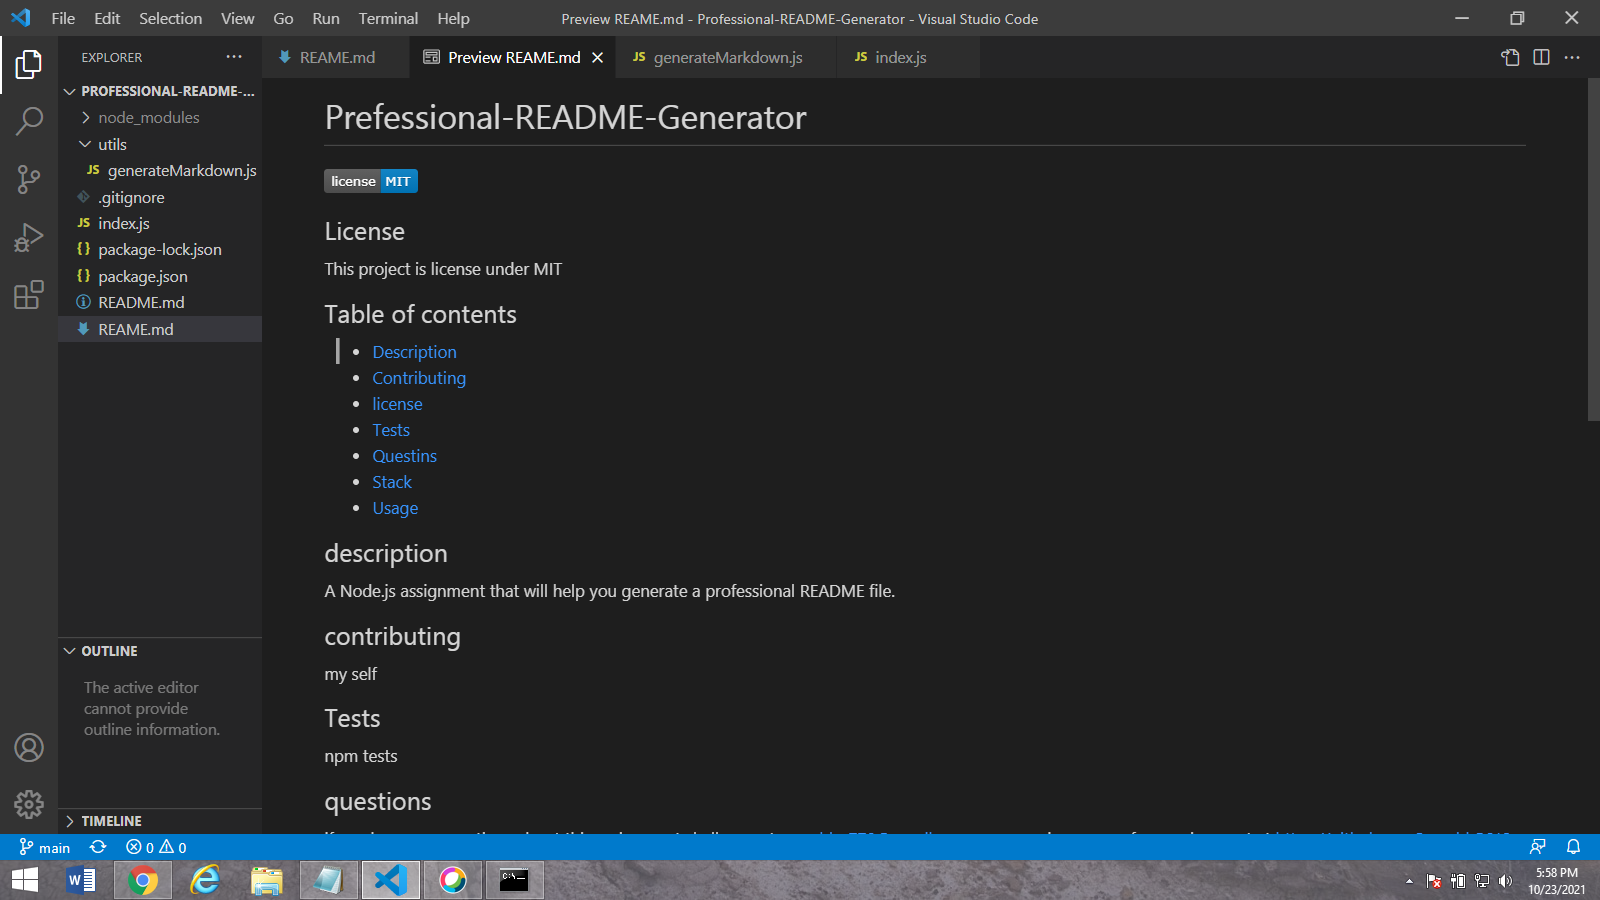 File Edit Selection View Go Run Terminal Help
Preview REAME.md - Professional-README-Generator - Visual Studio Code
EXPLORER
REAME.md
Preview REAME.md
JS generateMarkdown.js
JS index.js
PROFESSIONAL-README-...
node_modules
utils
JS generateMarkdown.js
.gitignore
JS index.js
{} package-lock.json
{} package.json
README.md
REAME.md
OUTLINE
The active editor
cannot provide
outline information.
TIMELINE
Prefessional-README-Generator
license MIT
License
This project is license under MIT
Table of contents
• Description
• Contributing
• license
• Tests
• Questins
• Stack
• Usage
description
A Node.js assignment that will help you generate a professional README file.
contributing
my self
Tests
npm tests
questions
main
0 0
5:58 PM
10/23/2021